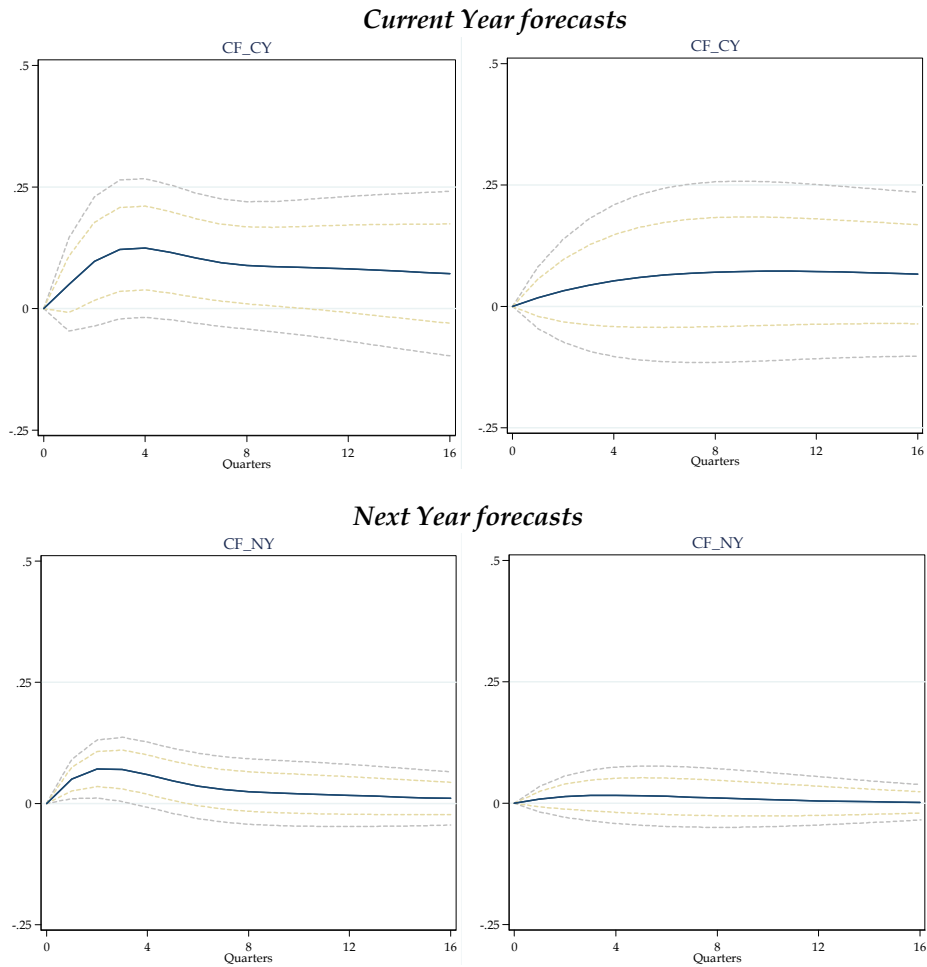 Current Year forecasts
CF_CY
CF_CY
.5
.25
0
-.25
0 4 8 12 16
Quarters
.5
.25
0
-.25
0 4 8 12 16
Quarters
Next Year forecasts
CF_NY
CF_NY
.5
.25
0
-.25
0 4 8 12 16
Quarters
.5
.25
0
-.25
0 4 8 12 16
Quarters